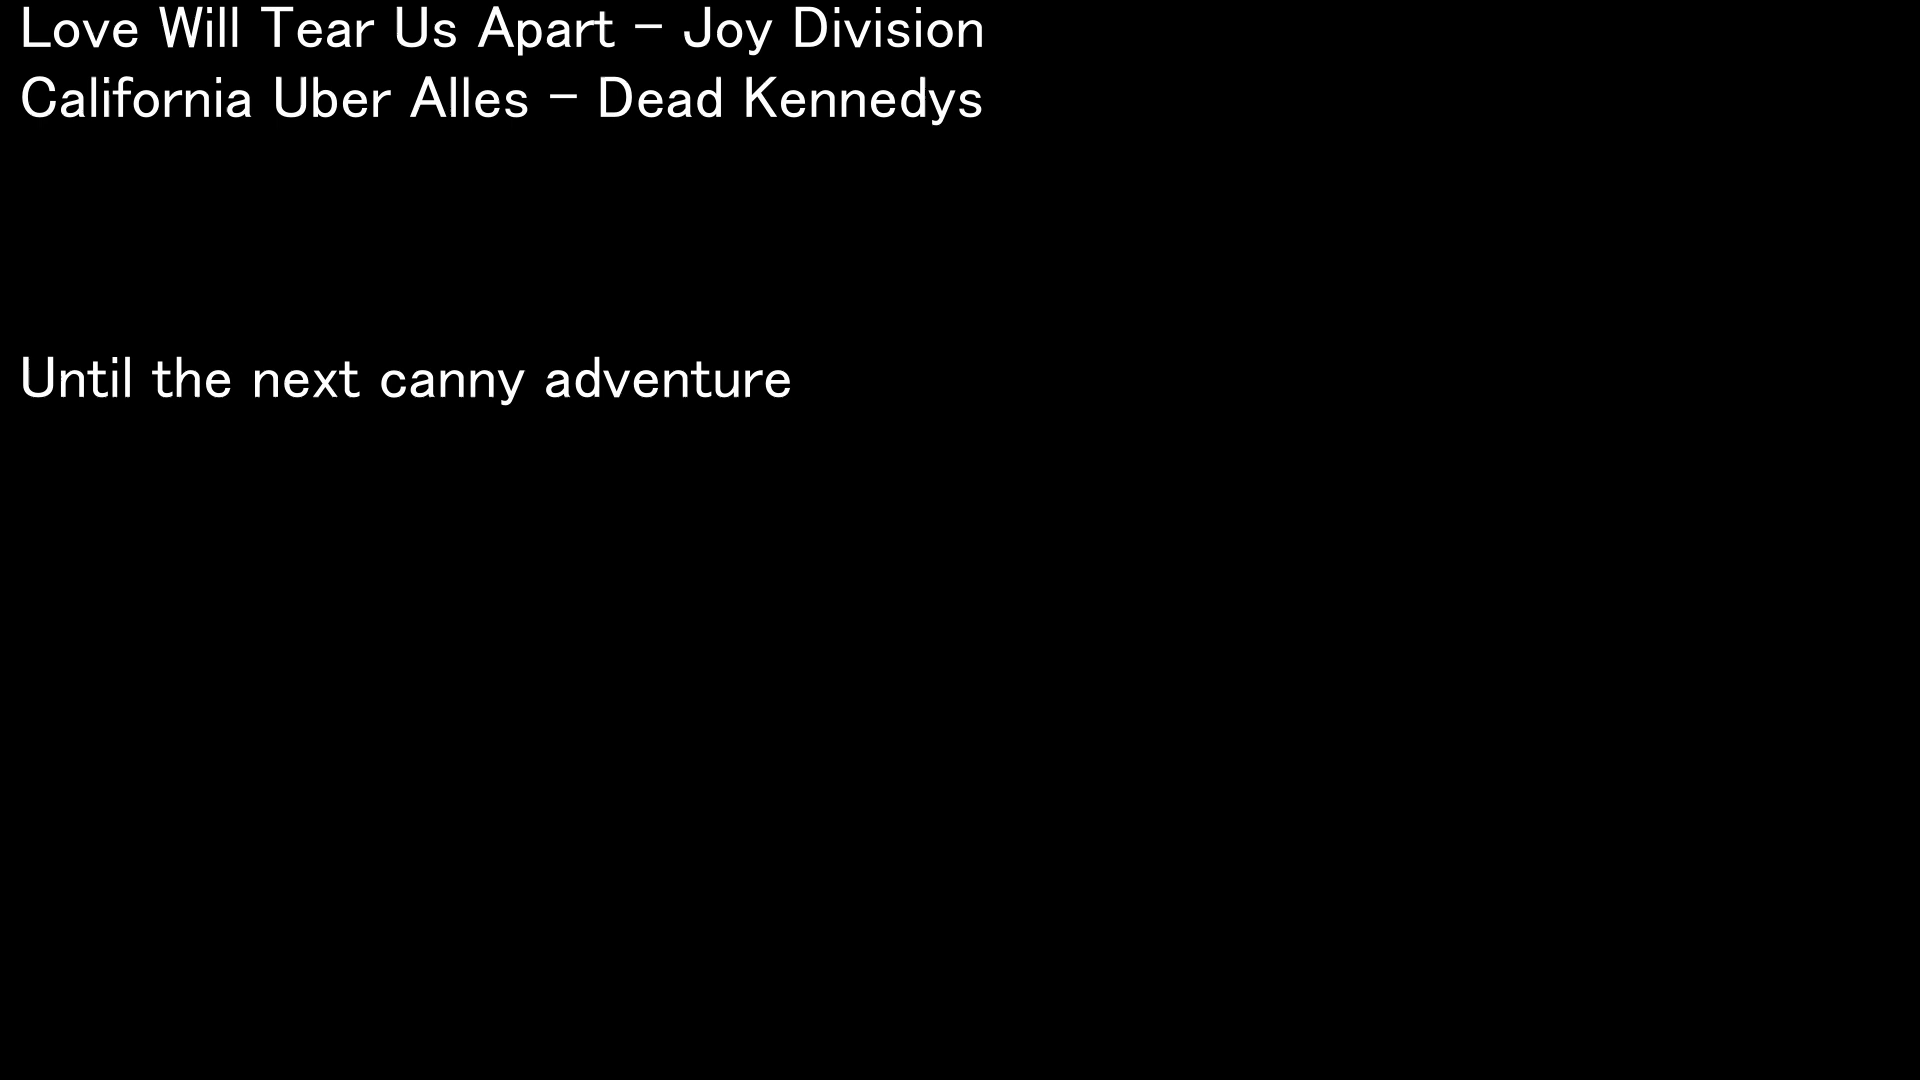 Love Will Tear Us Apart - Joy Division
California Uber Alles - Dead Kennedys
Until the next canny adventure